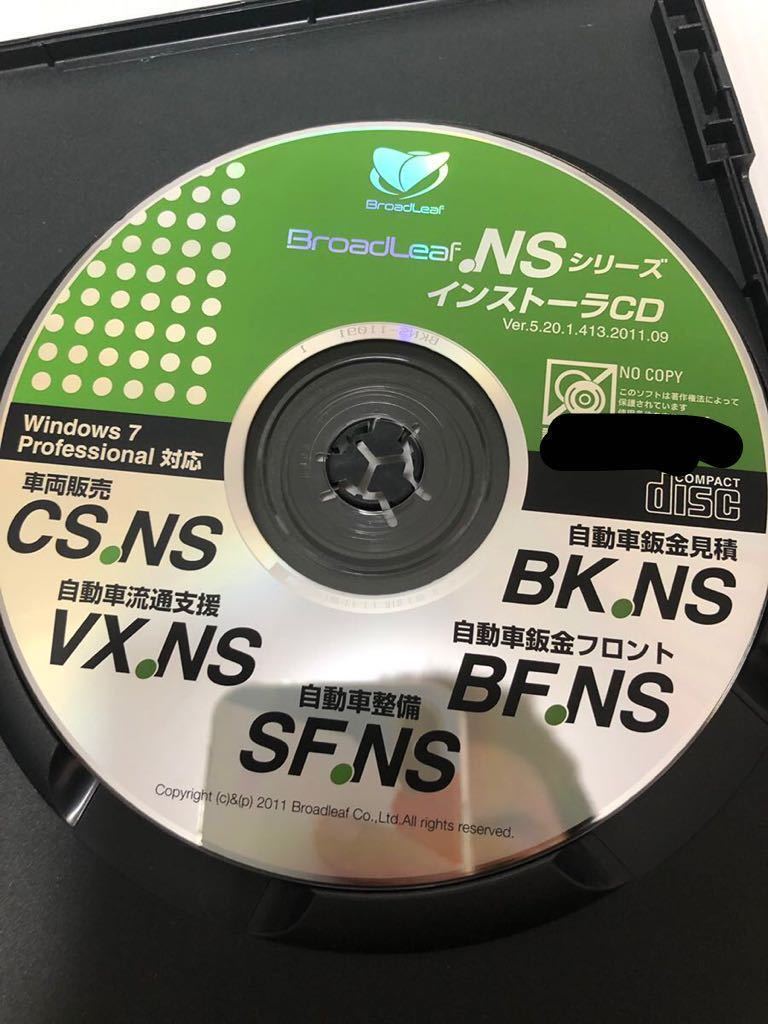 BroadLeaf
BroadLeaf.NSシリーズ
インストーラCD
Ver.5.20.1.413.2011.09
BKNS-11091
1
NO COPY
このソフトは著作権法によって
保護されています
Windows 7
Professional 対応
COMPACT
disc
車両販売
CS.NS
自動車鈑金見積
BK.NS
自動車流通支援
VX.NS
自動車鈑金フロント
BF.NS
自動車整備
SF.NS
Copyright (c)&(p) 2011 Broadleaf Co.,Ltd.All rights reserved.